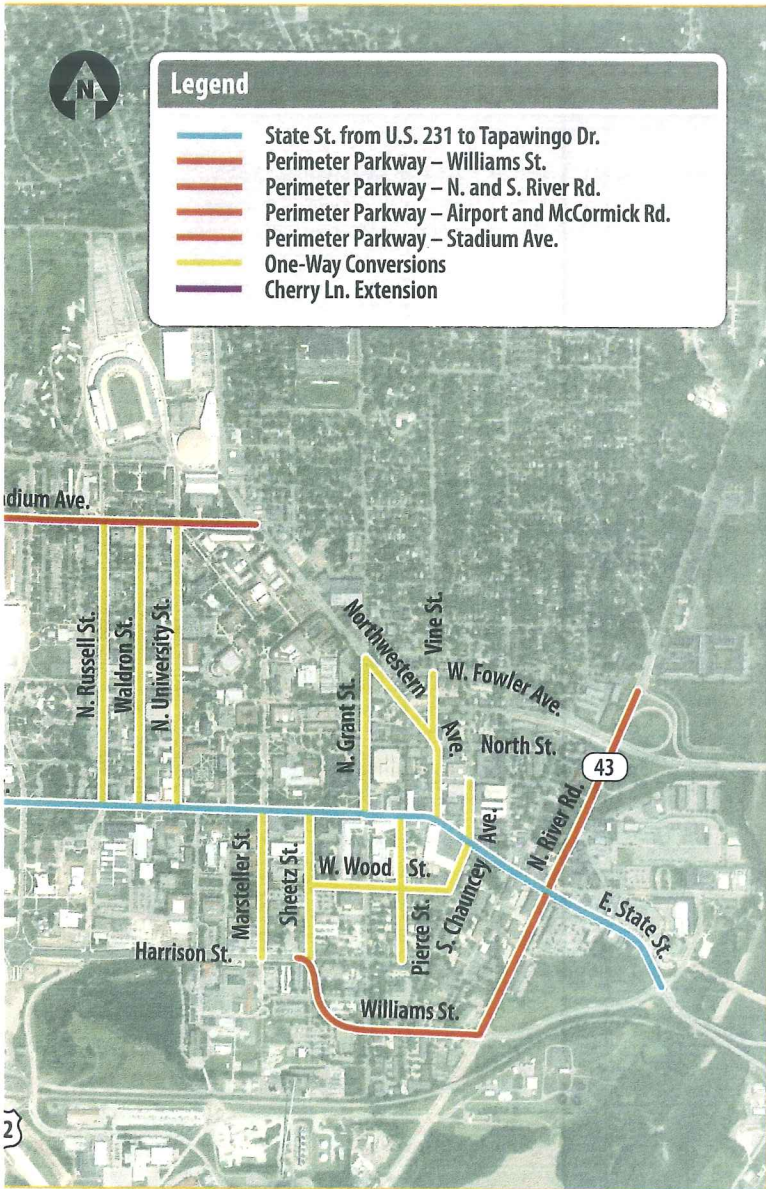 N
Legend
State St. from U.S. 231 to Tapawingo Dr.
Perimeter Parkway – Williams St.
Perimeter Parkway – N. and S. River Rd.
Perimeter Parkway – Airport and McCormick Rd.
Perimeter Parkway – Stadium Ave.
One-Way Conversions
Cherry Ln. Extension
adium Ave.
N. Russell St.
Waldron St.
N. University St.
N. Grant St.
Northwestern Ave.
Vine St.
W. Fowler Ave.
North St.
43
N. River Rd.
Marsteller St.
Sheetz St.
W. Wood St.
Pierce St.
S. Chauncey Ave.
E. State St.
Harrison St.
Williams St.
2